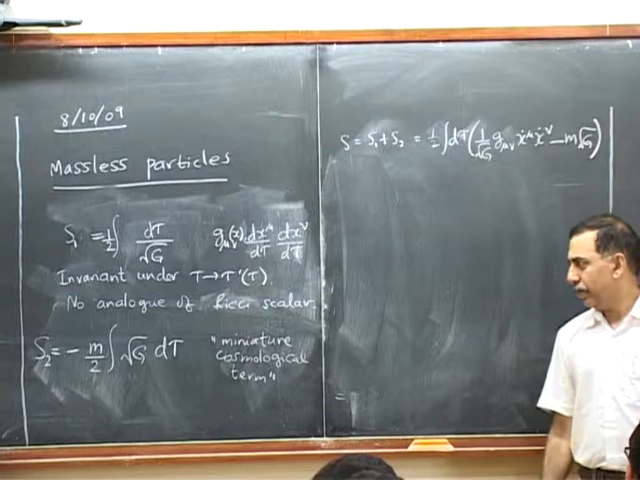 8/10/09
Massless particles
S₁ = ½ ∫ dτ/√G g_μν(x) dx^μ/dτ dx^ν/dτ
Invariant under τ → τ'(τ)
No analogue of Ricci scalar.
S₂ = - m/2 ∫ √G dτ
"miniature
cosmological
term"
S = S₁ + S₂ = ½ ∫ dτ ( 1/√G g_μν ẋ^μ ẋ^ν - m√G )
=